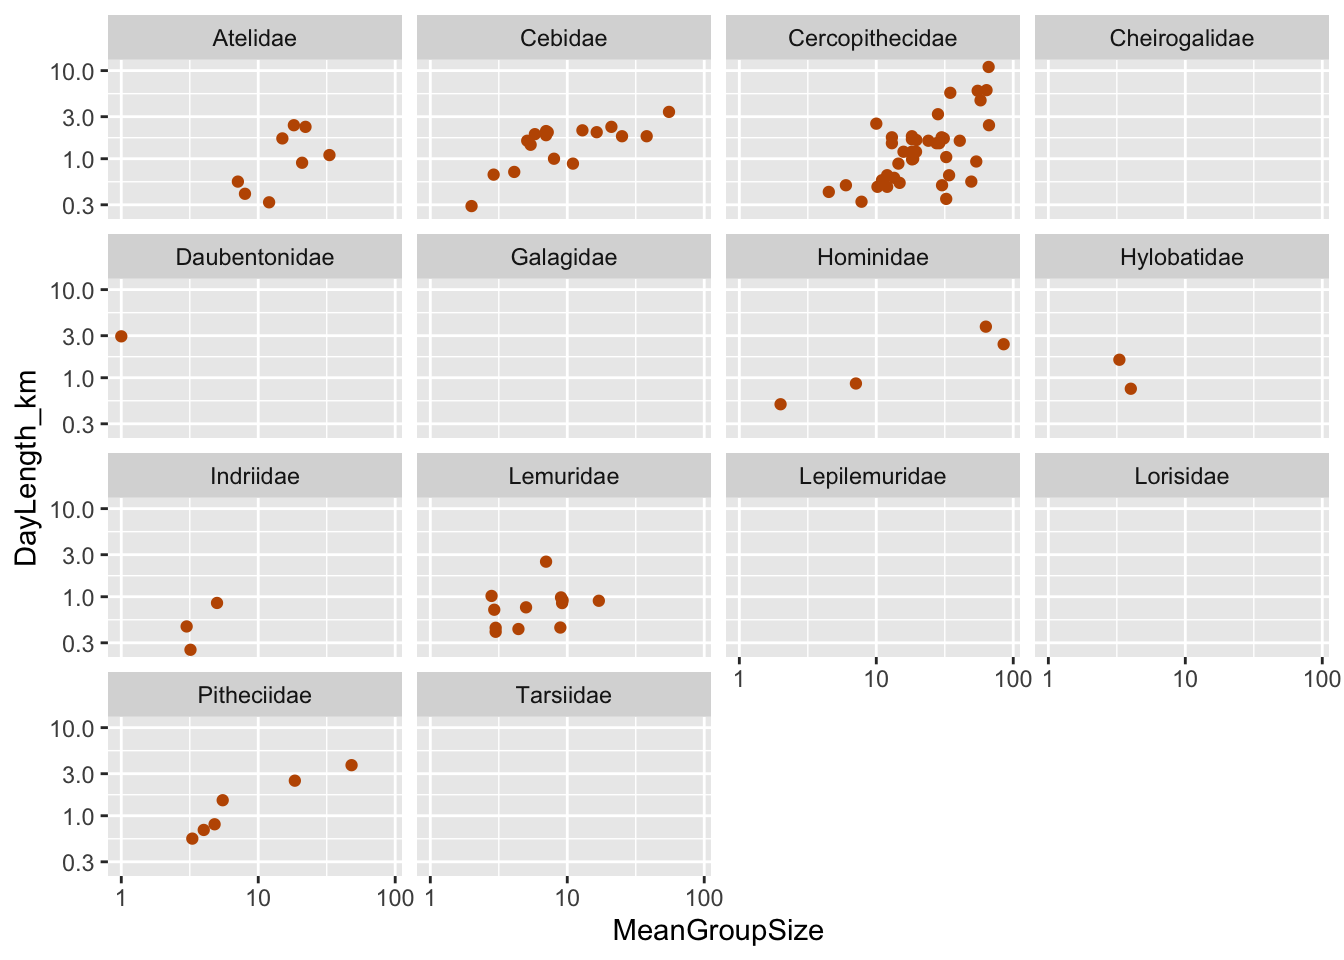 Atelidae Cebidae Cercopithecidae Cheirogalidae
10.0
3.0
1.0
0.3
Daubentonidae Galagidae Hominidae Hylobatidae
10.0
3.0
1.0
0.3
Indriidae Lemuridae Lepilemuridae Lorisidae
10.0
3.0
1.0
0.3
1 10 100 1 10 100
Pitheciidae Tarsiidae
10.0
3.0
1.0
0.3
1 10 100 1 10 100
MeanGroupSize
DayLength_km